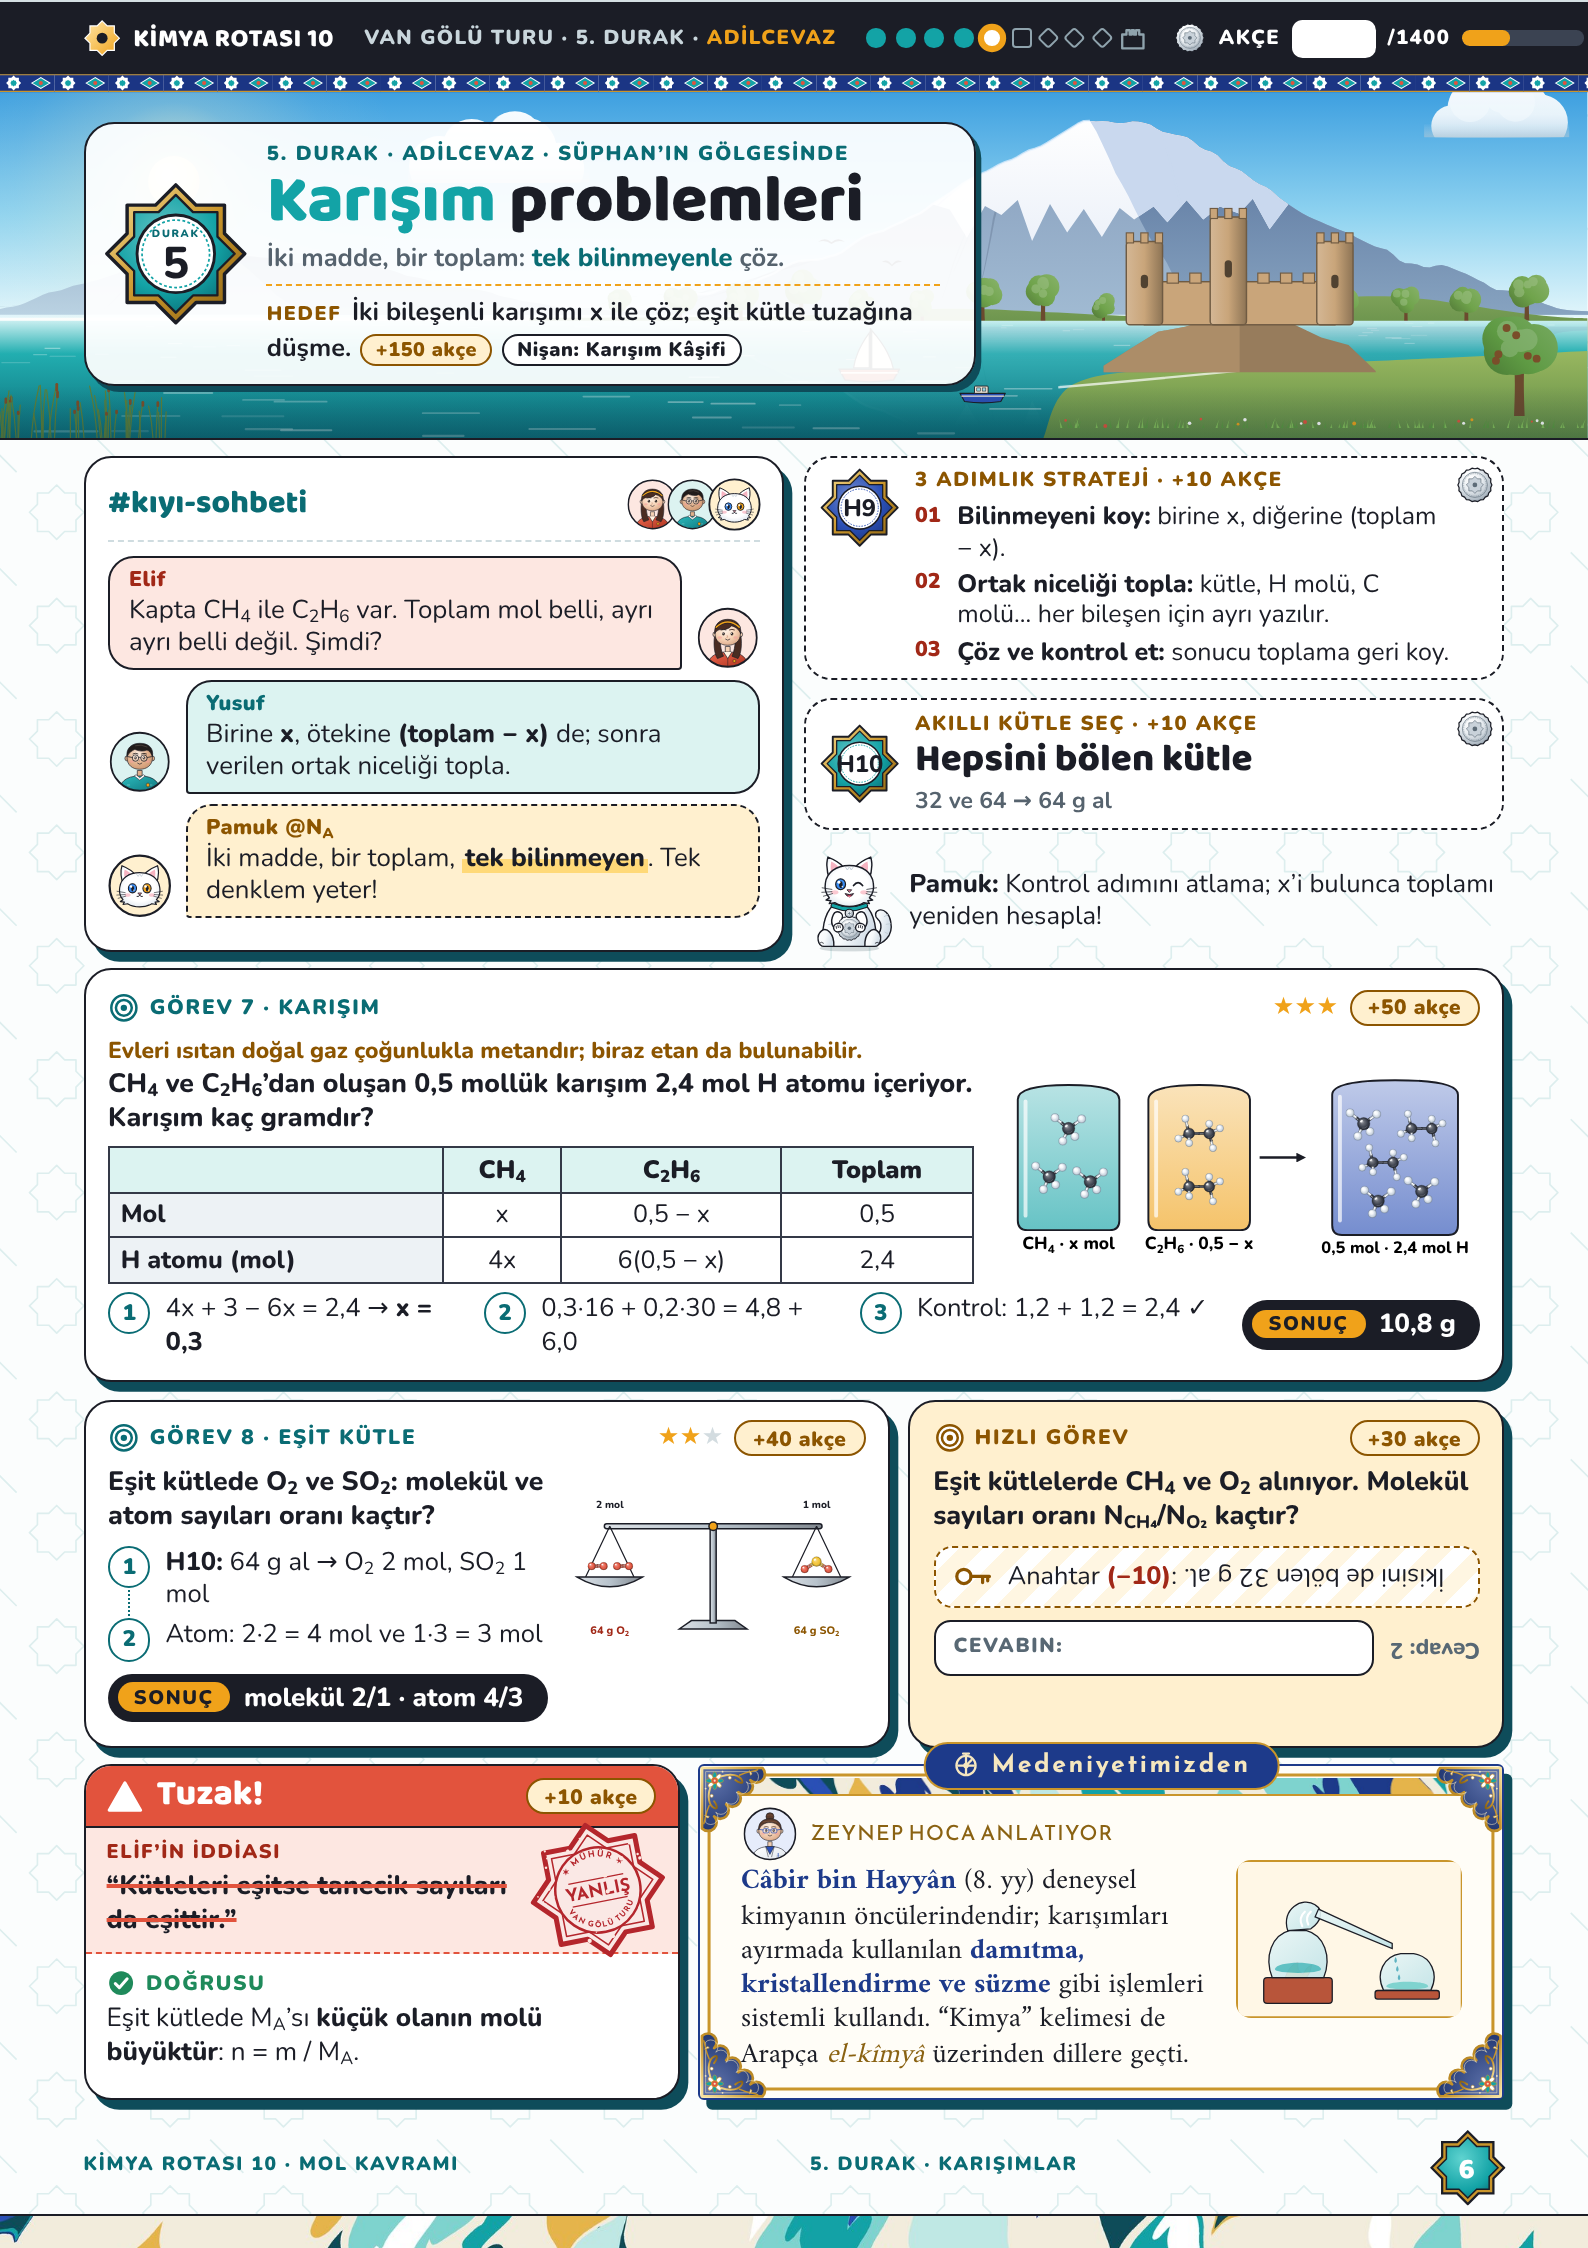 KİMYA ROTASI 10 VAN GÖLÜ TURU · 5. DURAK · ADİLCEVAZ AKÇE /1400
5. DURAK · ADİLCEVAZ · SÜPHAN’IN GÖLGESİNDE
Karışım problemleri
DURAK
5
İki madde, bir toplam: tek bilinmeyenle çöz.
HEDEF İki bileşenli karışımı x ile çöz; eşit kütle tuzağına
düşme. +150 akçe Nişan: Karışım Kâşifi
#kıyı-sohbeti
Elif
Kapta CH₄ ile C₂H₆ var. Toplam mol belli, ayrı
ayrı belli değil. Şimdi?
Yusuf
Birine x, ötekine (toplam − x) de; sonra
verilen ortak niceliği topla.
Pamuk @N_A
İki madde, bir toplam, tek bilinmeyen. Tek
denklem yeter!
H9
3 ADIMLIK STRATEJİ · +10 AKÇE
01 Bilinmeyeni koy: birine x, diğerine (toplam
− x).
02 Ortak niceliği topla: kütle, H molü, C
molü… her bileşen için ayrı yazılır.
03 Çöz ve kontrol et: sonucu toplama geri koy.
H10
AKILLI KÜTLE SEÇ · +10 AKÇE
Hepsini bölen kütle
32 ve 64 → 64 g al
Pamuk: Kontrol adımını atlama; x’i bulunca toplamı
yeniden hesapla!
GÖREV 7 · KARIŞIM ★★★ +50 akçe
Evleri ısıtan doğal gaz çoğunlukla metandır; biraz etan da bulunabilir.
CH₄ ve C₂H₆’dan oluşan 0,5 mollük karışım 2,4 mol H atomu içeriyor.
Karışım kaç gramdır?
CH₄ C₂H₆ Toplam
Mol x 0,5 − x 0,5
H atomu (mol) 4x 6(0,5 − x) 2,4
CH₄ · x mol C₂H₆ · 0,5 − x 0,5 mol · 2,4 mol H
1 4x + 3 − 6x = 2,4 → x =
0,3
2 0,3·16 + 0,2·30 = 4,8 +
6,0
3 Kontrol: 1,2 + 1,2 = 2,4 ✓
SONUÇ 10,8 g
GÖREV 8 · EŞİT KÜTLE ★★★ +40 akçe
Eşit kütlede O₂ ve SO₂: molekül ve
atom sayıları oranı kaçtır?
1 H10: 64 g al → O₂ 2 mol, SO₂ 1
mol
2 Atom: 2·2 = 4 mol ve 1·3 = 3 mol
SONUÇ molekül 2/1 · atom 4/3
2 mol 1 mol
64 g O₂ 64 g SO₂
HIZLI GÖREV +30 akçe
Eşit kütlelerde CH₄ ve O₂ alınıyor. Molekül
sayıları oranı N_CH₄/N_O₂ kaçtır?
Anahtar (−10): İkisini de bölen 32 g al.
CEVABIN: Cevap: 2
Tuzak! +10 akçe
ELİF’İN İDDİASI
“Kütleleri eşitse tanecik sayıları
da eşittir.”
MÜHÜR
YANLIŞ
VAN GÖLÜ TURU
DOĞRUSU
Eşit kütlede M_A’sı küçük olanın molü
büyüktür: n = m / M_A.
Medeniyetimizden
ZEYNEP HOCA ANLATIYOR
Câbir bin Hayyân (8. yy) deneysel
kimyanın öncülerindendir; karışımları
ayırmada kullanılan damıtma,
kristallendirme ve süzme gibi işlemleri
sistemli kullandı. “Kimya” kelimesi de
Arapça el-kîmyâ üzerinden dillere geçti.
KİMYA ROTASI 10 · MOL KAVRAMI 5. DURAK · KARIŞIMLAR 6